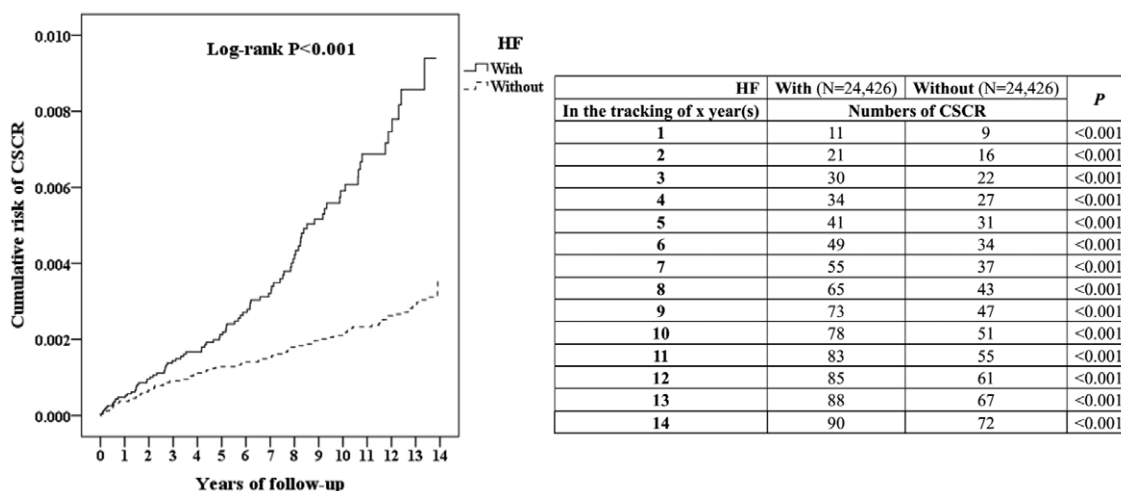 0.010
0.008
0.006
0.004
0.002
0.000
Cumulative risk of CSCR
Log-rank P<0.001
HF
With
Without
0 1 2 3 4 5 6 7 8 9 10 11 12 13 14
Years of follow-up
HF With (N=24,426) Without (N=24,426) P
In the tracking of x year(s) Numbers of CSCR
1 11 9 <0.001
2 21 16 <0.001
3 30 22 <0.001
4 34 27 <0.001
5 41 31 <0.001
6 49 34 <0.001
7 55 37 <0.001
8 65 43 <0.001
9 73 47 <0.001
10 78 51 <0.001
11 83 55 <0.001
12 85 61 <0.001
13 88 67 <0.001
14 90 72 <0.001